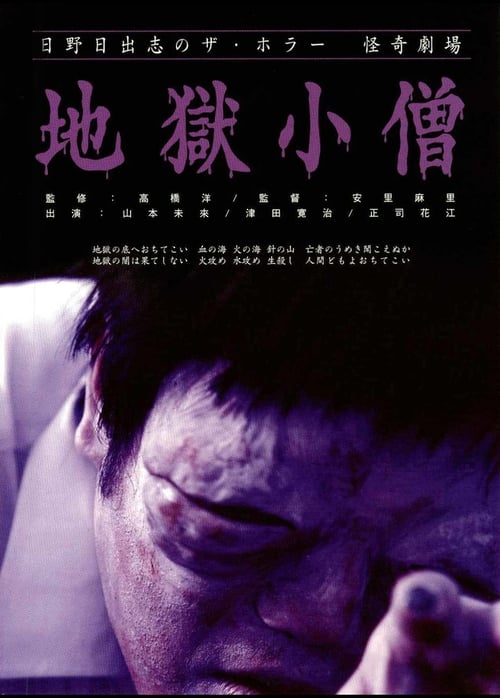 日野日出志のザ・ホラー　怪奇劇場
地獄小僧
監修：高橋洋/監督：安里麻里
出演：山本未來/津田寛治/正司花江
地獄の底へおちてこい　血の海 火の海 針の山　亡者のうめき聞こえぬか
地獄の闇は果てしない　火攻め 水攻め 生殺し　人間どもよおちてこい